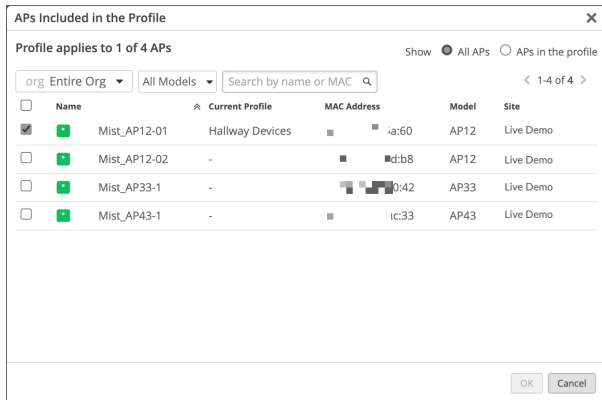 APs Included in the Profile
Profile applies to 1 of 4 APs
Show All APs APs in the profile
org Entire Org All Models Search by name or MAC 1-4 of 4
Name Current Profile MAC Address Model Site
Mist_AP12-01 Hallway Devices a:60 AP12 Live Demo
Mist_AP12-02 - d:b8 AP12 Live Demo
Mist_AP33-1 - 0:42 AP33 Live Demo
Mist_AP43-1 - c:33 AP43 Live Demo
OK Cancel